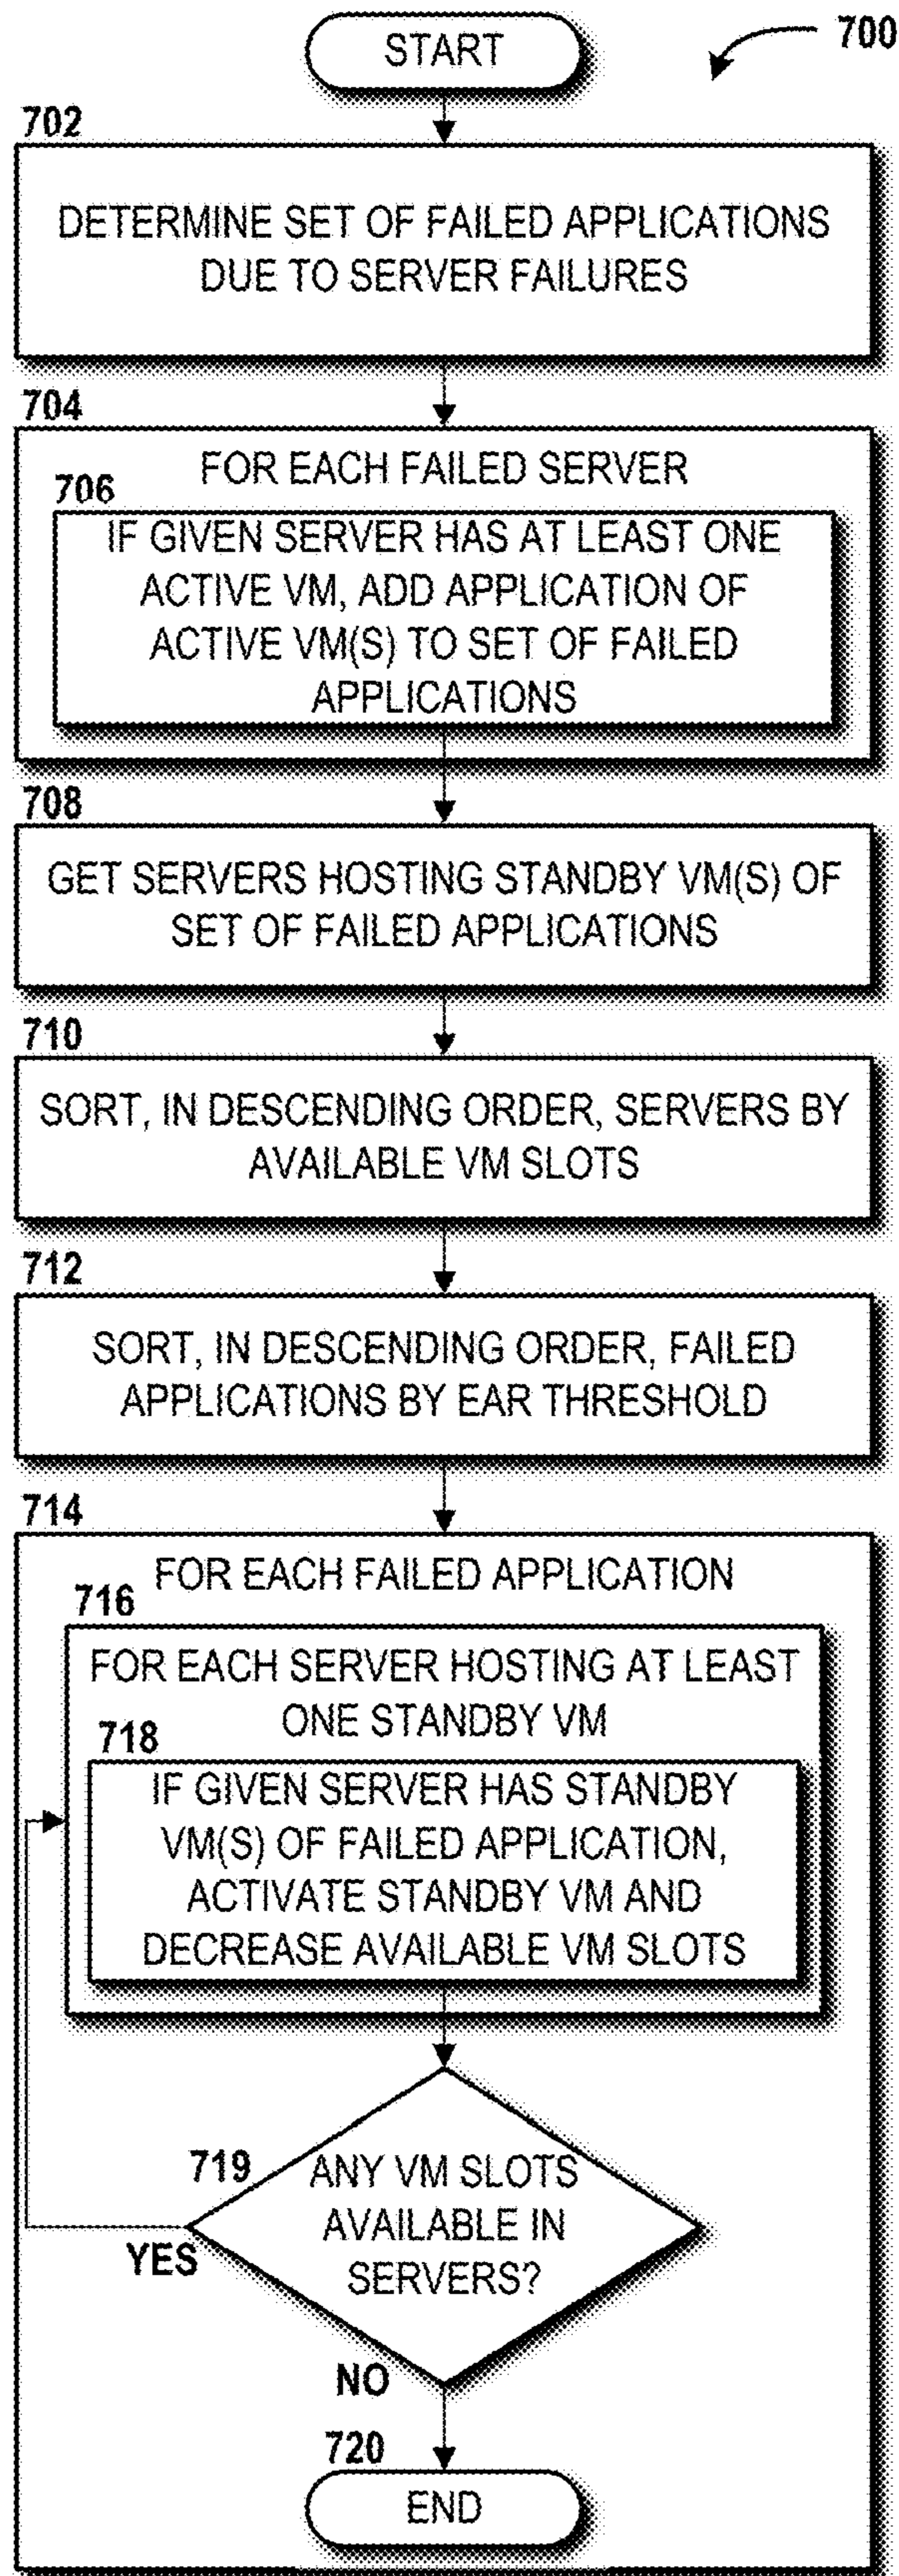 START
700
702
DETERMINE SET OF FAILED APPLICATIONS
DUE TO SERVER FAILURES
704
FOR EACH FAILED SERVER
706
IF GIVEN SERVER HAS AT LEAST ONE
ACTIVE VM, ADD APPLICATION OF
ACTIVE VM(S) TO SET OF FAILED
APPLICATIONS
708
GET SERVERS HOSTING STANDBY VM(S) OF
SET OF FAILED APPLICATIONS
710
SORT, IN DESCENDING ORDER, SERVERS BY
AVAILABLE VM SLOTS
712
SORT, IN DESCENDING ORDER, FAILED
APPLICATIONS BY EAR THRESHOLD
714
FOR EACH FAILED APPLICATION
716
FOR EACH SERVER HOSTING AT LEAST
ONE STANDBY VM
718
IF GIVEN SERVER HAS STANDBY
VM(S) OF FAILED APPLICATION,
ACTIVATE STANDBY VM AND
DECREASE AVAILABLE VM SLOTS
719
ANY VM SLOTS
AVAILABLE IN
SERVERS?
YES
NO
720
END